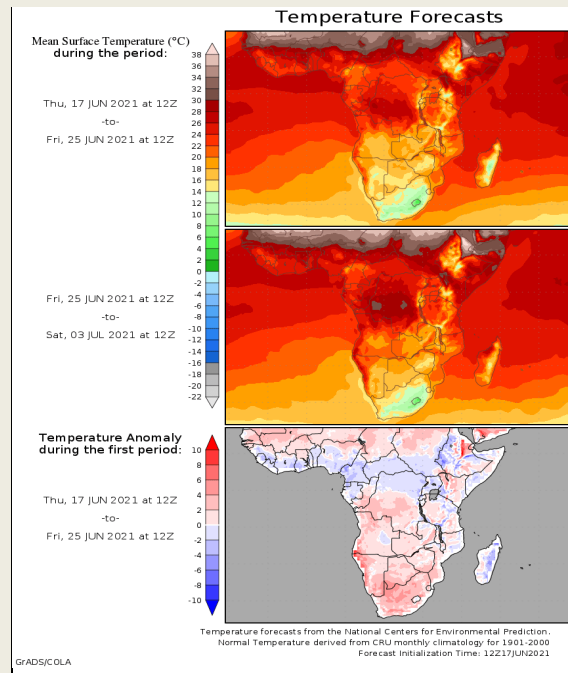 Temperature Forecasts
Mean Surface Temperature (°C)
during the period:
Thu, 17 JUN 2021 at 12Z
-to-
Fri, 25 JUN 2021 at 12Z
38
36
34
32
30
28
26
24
22
20
18
16
14
12
10
8
6
4
2
0
-2
-4
-6
-8
-10
-12
-14
-16
-18
-20
-22
Fri, 25 JUN 2021 at 12Z
-to-
Sat, 03 JUL 2021 at 12Z
Temperature Anomaly
during the first period:
Thu, 17 JUN 2021 at 12Z
-to-
Fri, 25 JUN 2021 at 12Z
10
8
6
4
2
0
-2
-4
-6
-8
-10
Temperature forecasts from the National Centers for Environmental Prediction.
Normal Temperature derived from CRU monthly climatology for 1901-2000
Forecast Initialization Time: 12Z17JUN2021
GrADS/COLA